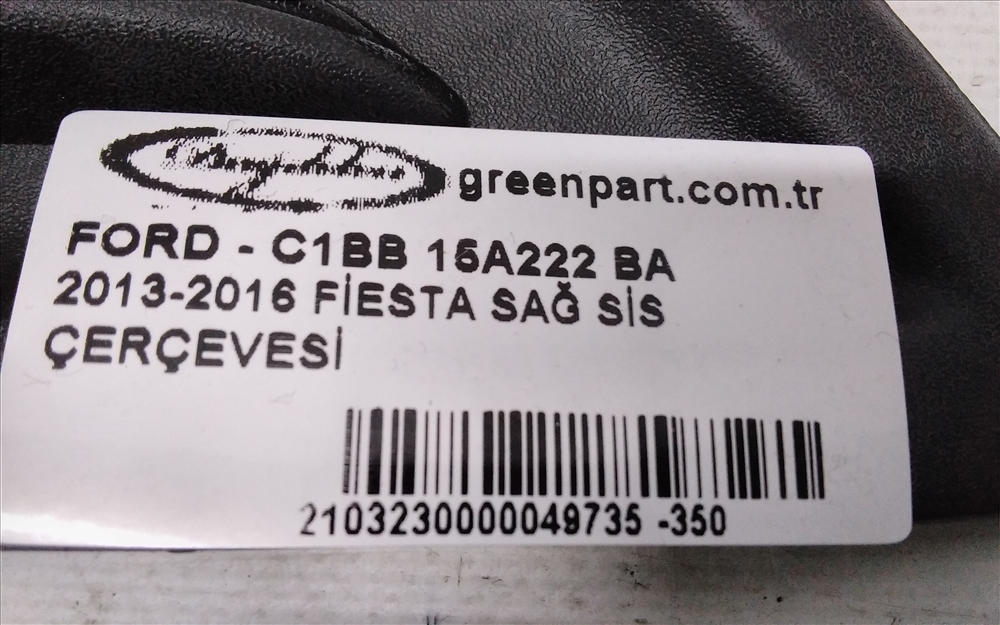 greenpart.com.tr
FORD - C1BB 15A222 BA
2013-2016 FİESTA SAĞ SİS
ÇERÇEVESİ
2103230000049735 -350